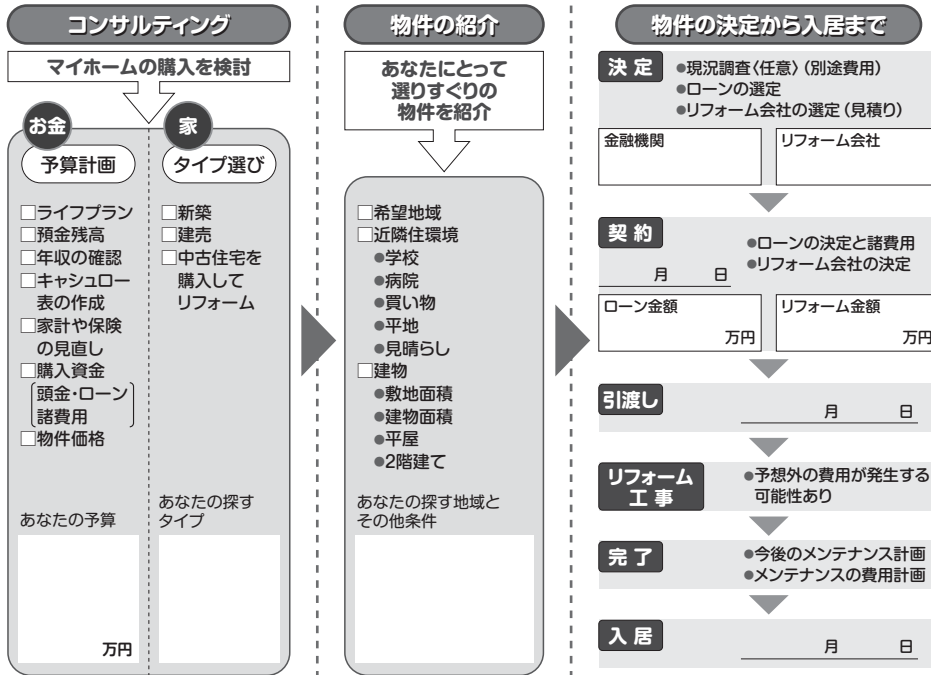 コンサルティング
マイホームの購入を検討
お金
予算計画
□ライフプラン
□預金残高
□年収の確認
□キャシュロー
表の作成
□家計や保険
の見直し
□購入資金
頭金・ローン
諸費用
□物件価格
あなたの予算
万円
家
タイプ選び
□新築
□建売
□中古住宅を
購入して
リフォーム
あなたの探す
タイプ
物件の紹介
あなたにとって
選りすぐりの
物件を紹介
□希望地域
□近隣住環境
●学校
●病院
●買い物
●平地
●見晴らし
□建物
●敷地面積
●建物面積
●平屋
●2階建て
あなたの探す地域と
その他条件
物件の決定から入居まで
決定
●現況調査〈任意〉(別途費用)
●ローンの選定
●リフォーム会社の選定(見積り)
金融機関
リフォーム会社
契約
月 日
●ローンの決定と諸費用
●リフォーム会社の決定
ローン金額
万円
リフォーム金額
万円
引渡し
月 日
リフォーム
工事
●予想外の費用が発生する
可能性あり
完了
●今後のメンテナンス計画
●メンテナンスの費用計画
入居
月 日